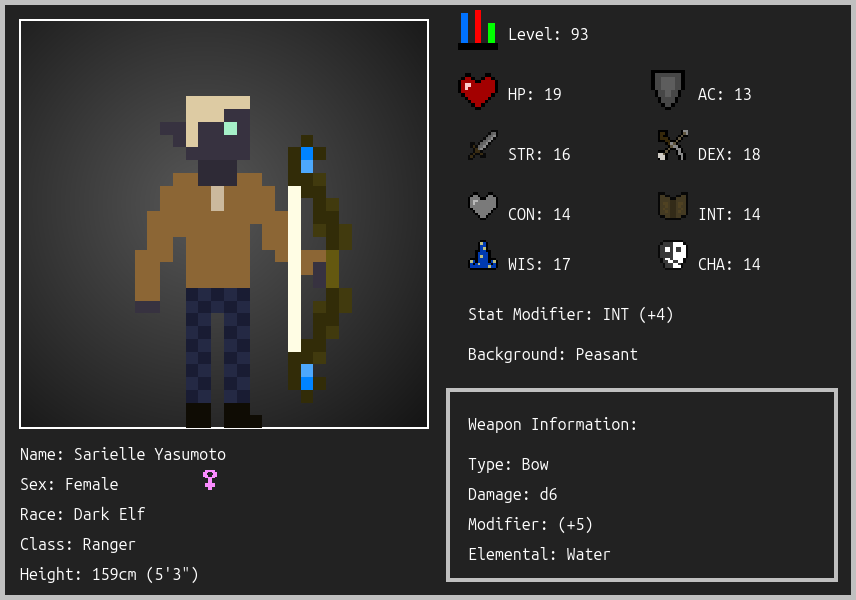 Level: 93
HP: 19
AC: 13
STR: 16
DEX: 18
CON: 14
INT: 14
WIS: 17
CHA: 14
Stat Modifier: INT (+4)
Background: Peasant
Weapon Information:
Type: Bow
Damage: d6
Modifier: (+5)
Elemental: Water
Name: Sarielle Yasumoto
Sex: Female
Race: Dark Elf
Class: Ranger
Height: 159cm (5'3")